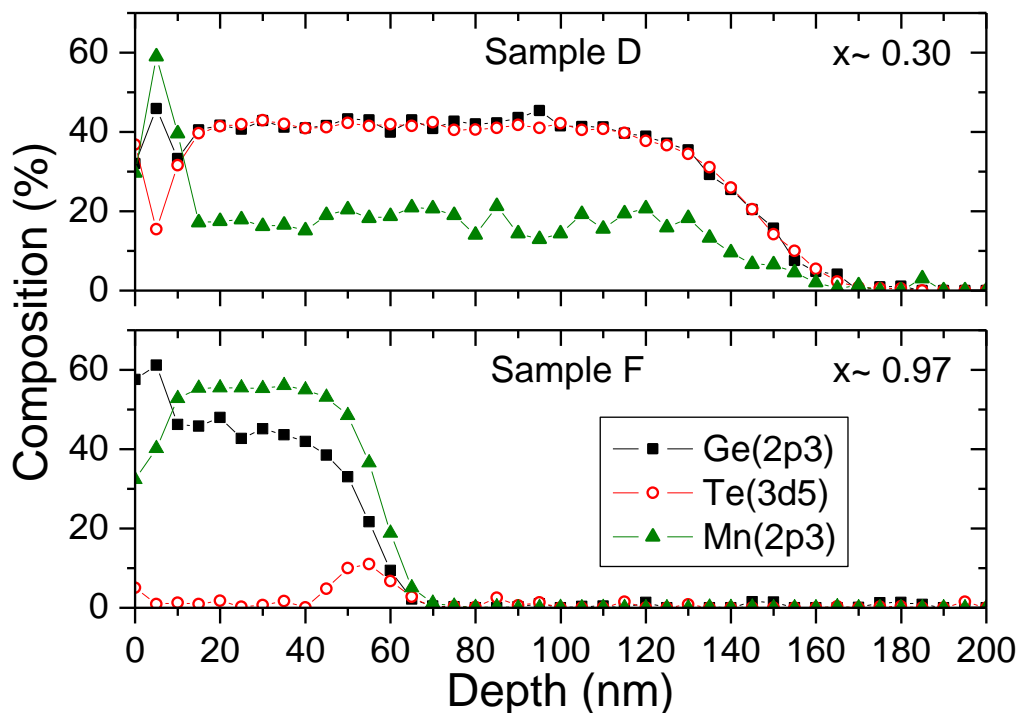 Composition (%)
Sample D
x~ 0.30
60
40
20
0
Sample F
x~ 0.97
60
40
20
0
Ge(2p3)
Te(3d5)
Mn(2p3)
0 20 40 60 80 100 120 140 160 180 200
Depth (nm)